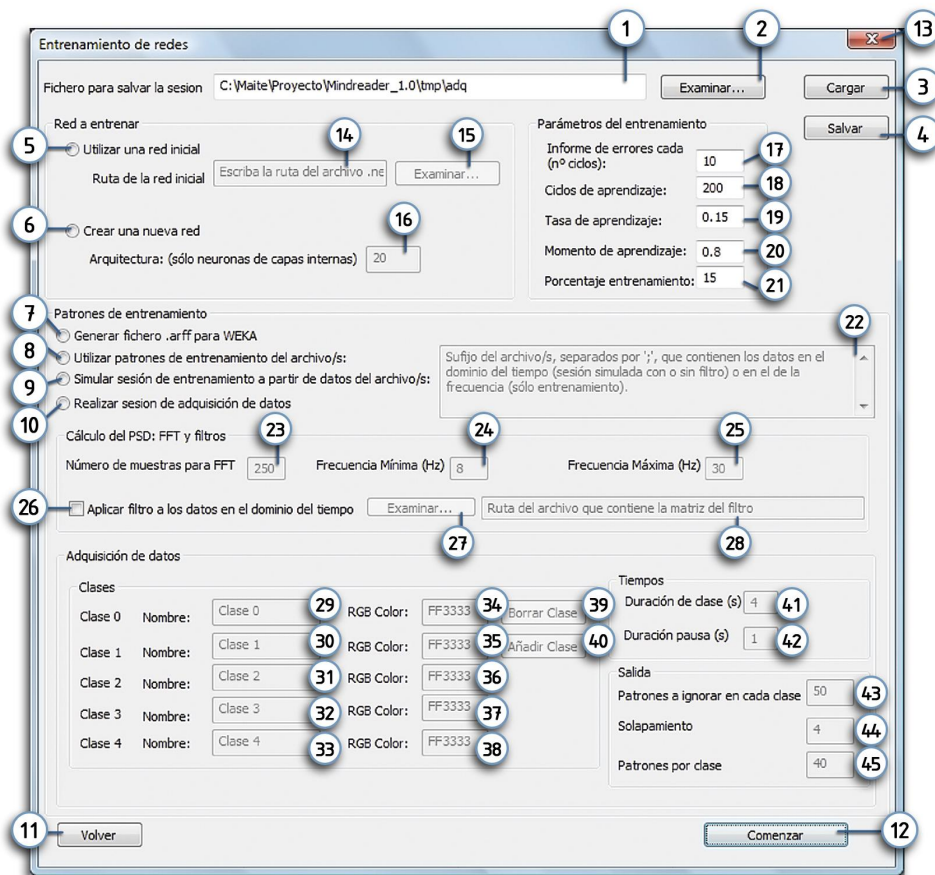 1
2
13
Entrenamiento de redes
Fichero para salvar la sesion C:\Maite\Proyecto\Mindreader_1.0\tmp\adq Examinar... Cargar 3
Red a entrenar
Parámetros del entrenamiento
Salvar 4
5 Utilizar una red inicial 14 15
Ruta de la red inicial Escriba la ruta del archivo .ne Examinar...
6 Crear una nueva red 16
Arquitectura: (sólo neuronas de capas internas) 20
Informe de errores cada
(nº ciclos): 10 17
Ciclos de aprendizaje: 200 18
Tasa de aprendizaje: 0.15 19
Momento de aprendizaje: 0.8 20
Porcentaje entrenamiento: 15 21
Patrones de entrenamiento
7 Generar fichero .arff para WEKA 22
8 Utilizar patrones de entrenamiento del archivo/s:
9 Simular sesión de entrenamiento a partir de datos del archivo/s:
10 Realizar sesion de adquisición de datos
Sufijo del archivo/s, separados por ';', que contienen los datos en el
dominio del tiempo (sesión simulada con o sin filtro) o en el de la
frecuencia (sólo entrenamiento).
Cálculo del PSD: FFT y filtros 23 24 25
Número de muestras para FFT 250 Frecuencia Mínima (Hz) 8 Frecuencia Máxima (Hz) 30
26 Aplicar filtro a los datos en el dominio del tiempo Examinar... Ruta del archivo que contiene la matriz del filtro
27 28
Adquisición de datos
Clases
Clase 0 Nombre: Clase 0 29 RGB Color: FF3333 34 Borrar Clase 39
Clase 1 Nombre: Clase 1 30 RGB Color: FF3333 35 Añadir Clase 40
Clase 2 Nombre: Clase 2 31 RGB Color: FF3333 36
Clase 3 Nombre: Clase 3 32 RGB Color: FF3333 37
Clase 4 Nombre: Clase 4 33 RGB Color: FF3333 38
Tiempos
Duración de clase (s) 4 41
Duración pausa (s) 1 42
Salida
Patrones a ignorar en cada clase 50 43
Solapamiento 4 44
Patrones por clase 40 45
11 Volver Comenzar 12